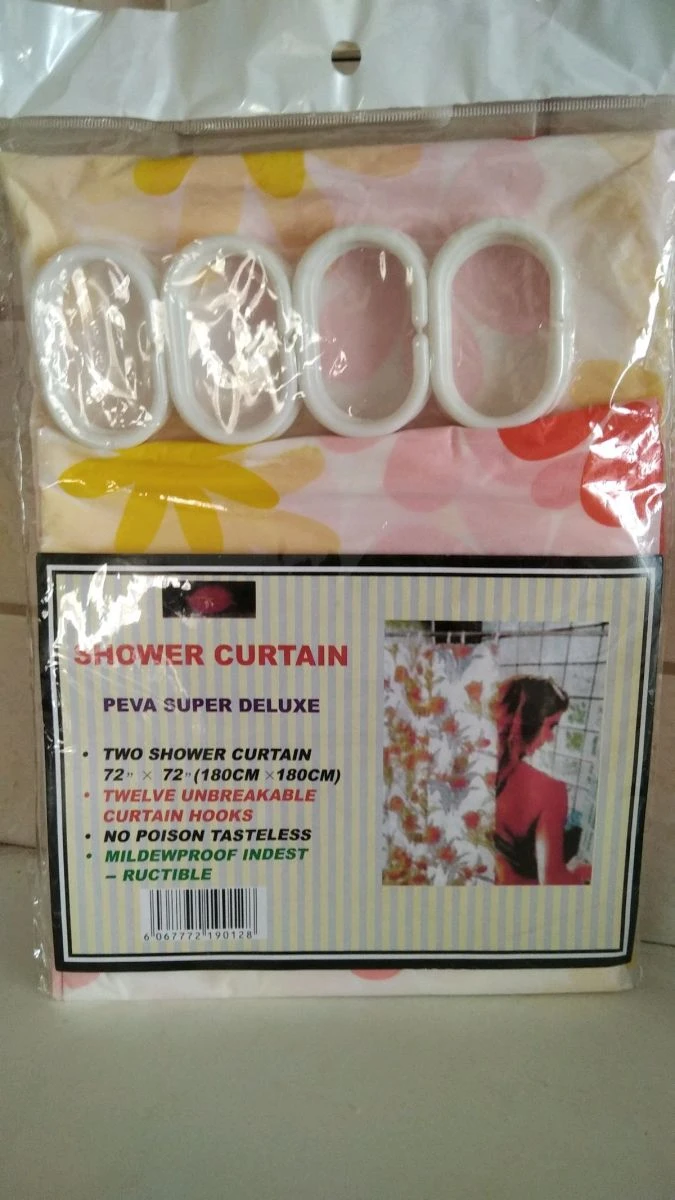 SHOWER CURTAIN
PEVA SUPER DELUXE
• TWO SHOWER CURTAIN
72" × 72" (180CM ×180CM)
• TWELVE UNBREAKABLE
CURTAIN HOOKS
• NO POISON TASTELESS
• MILDEWPROOF INDEST
– RUCTIBLE
6 067772 190128